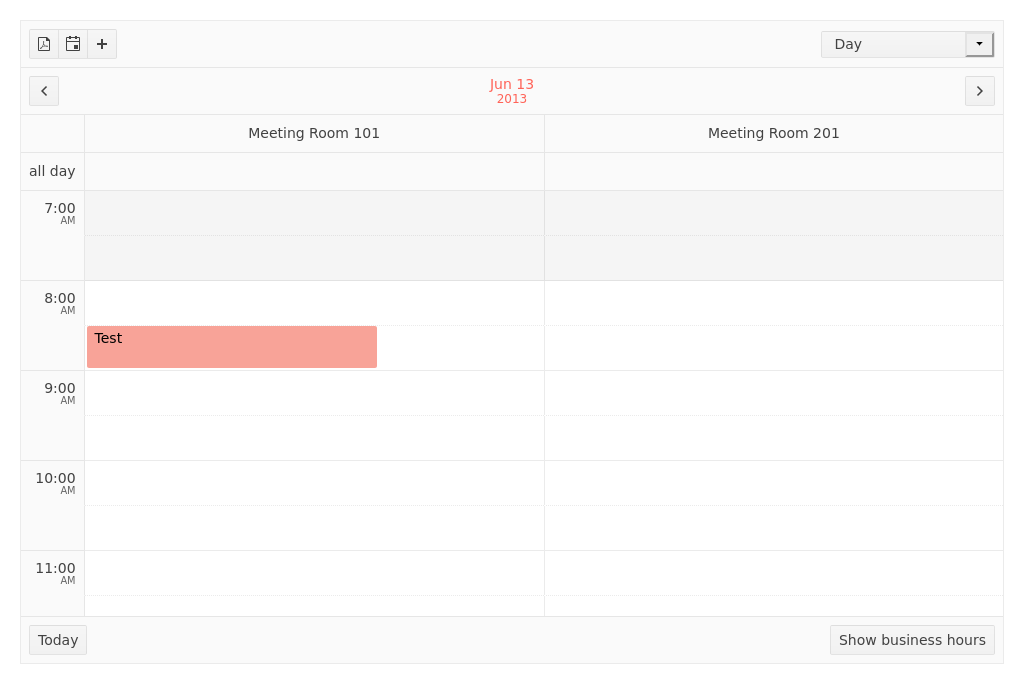 Day
Jun 13
2013
Meeting Room 101 Meeting Room 201
all day
7:00
AM
8:00
AM
Test
9:00
AM
10:00
AM
11:00
AM
Today Show business hours